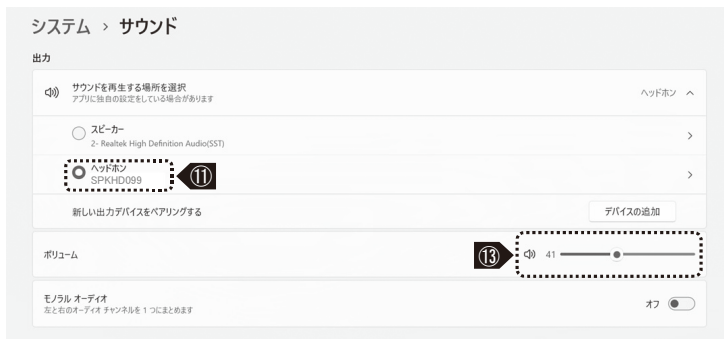 システム › サウンド
出力
サウンドを再生する場所を選択
アプリに独自の設定をしている場合があります
ヘッドホン
スピーカー
2- Realtek High Definition Audio(SST)
ヘッドホン
SPKHD099
⑪
新しい出力デバイスをペアリングする
デバイスの追加
ボリューム
⑬
41
モノラル オーディオ
左と右のオーディオ チャンネルを 1 つにまとめます
オフ